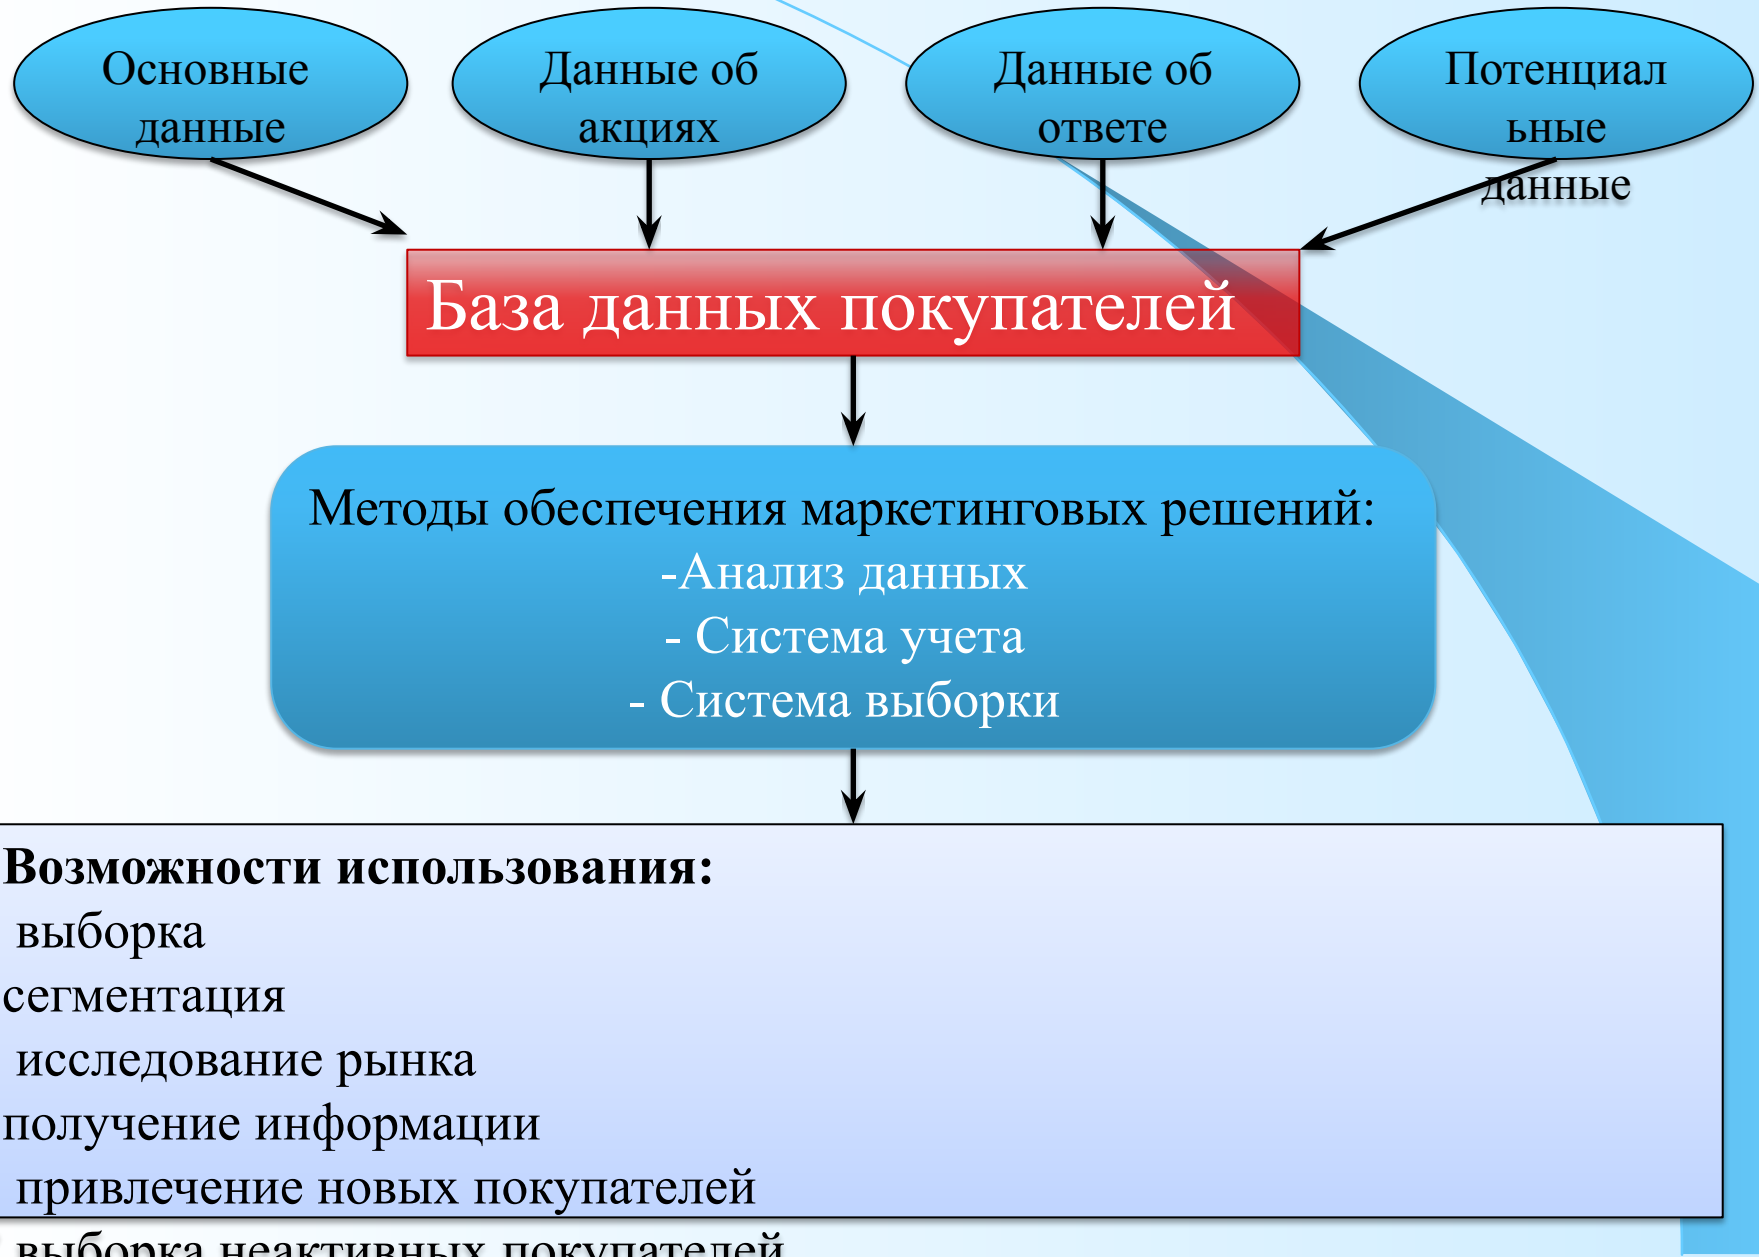 Основные
данные
Данные об
акциях
Данные об
ответе
Потенциал
ьные
данные
База данных покупателей
Методы обеспечения маркетинговых решений:
-Анализ данных
- Система учета
- Система выборки
Возможности использования:
выборка
сегментация
исследование рынка
получение информации
привлечение новых покупателей
выборка неактивных покупателей